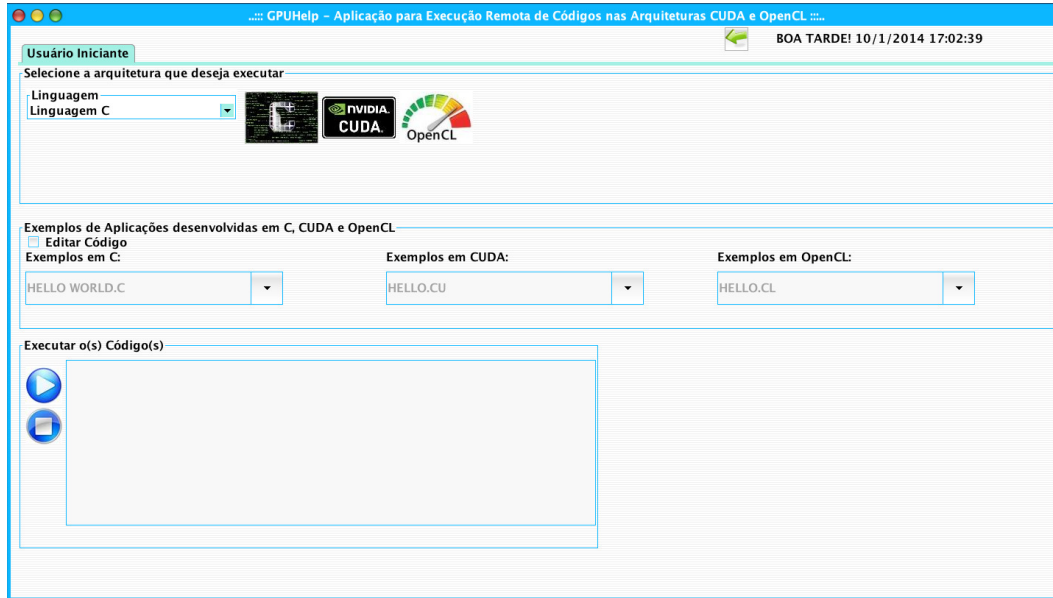 ..::: GPUHelp - Aplicação para Execução Remota de Códigos nas Arquiteturas CUDA e OpenCL :::..
BOA TARDE! 10/1/2014 17:02:39
Usuário Iniciante
Selecione a arquitetura que deseja executar
Linguagem
Linguagem C
C
NVIDIA.
CUDA.
OpenCL
Exemplos de Aplicações desenvolvidas em C, CUDA e OpenCL
Editar Código
Exemplos em C: Exemplos em CUDA: Exemplos em OpenCL:
HELLO WORLD.C HELLO.CU HELLO.CL
Executar o(s) Código(s)